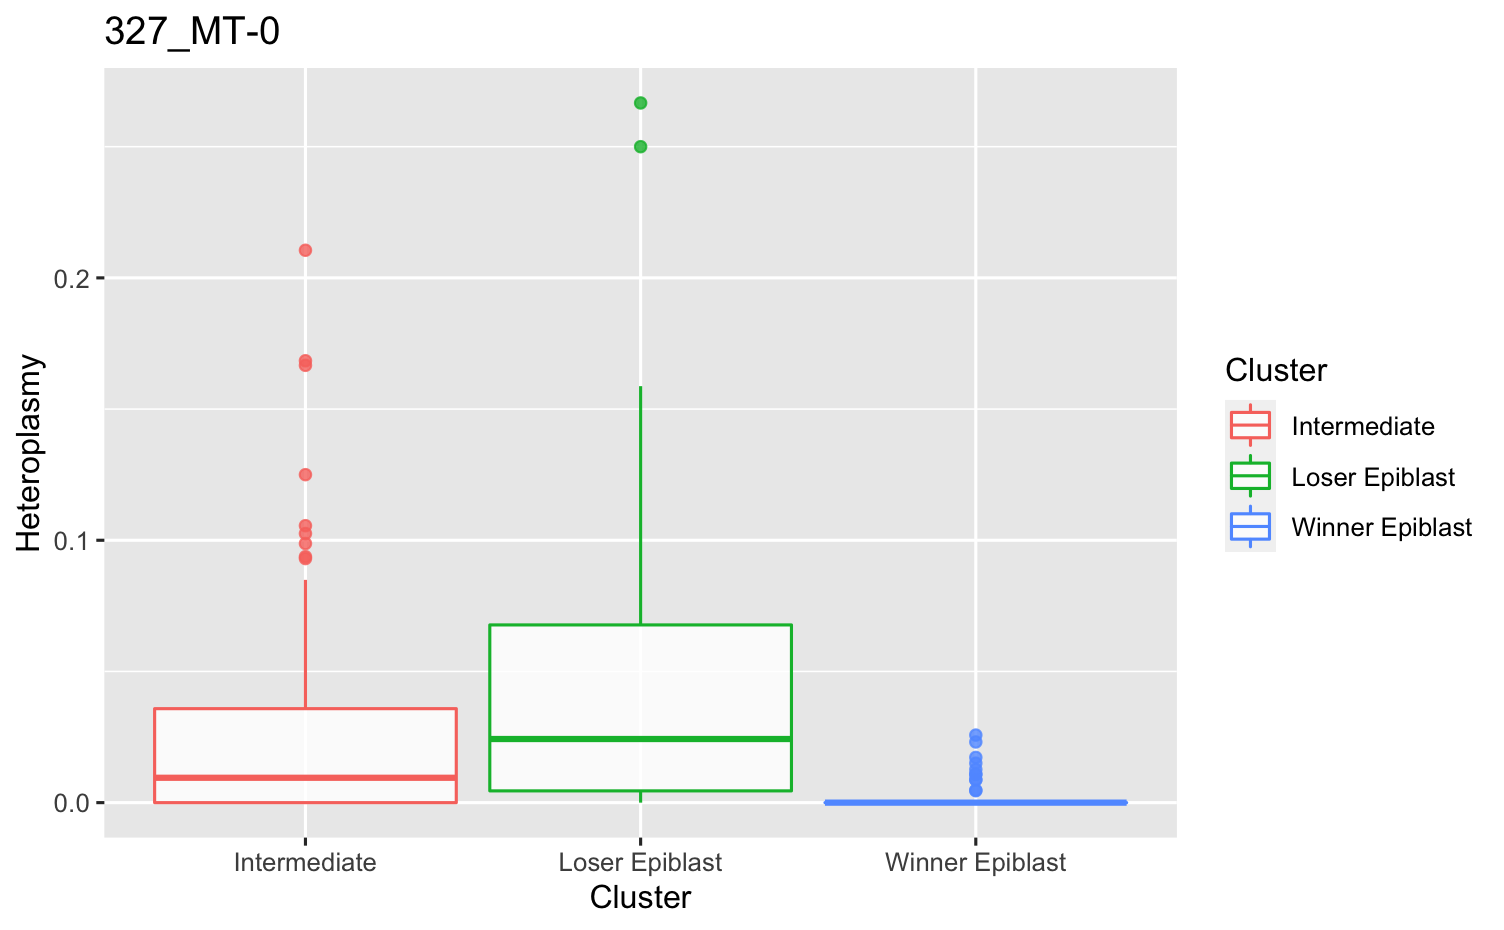 327_MT-0
Heteroplasmy
0.2
0.1
0.0
Intermediate
Loser Epiblast
Winner Epiblast
Cluster
Cluster
Intermediate
Loser Epiblast
Winner Epiblast